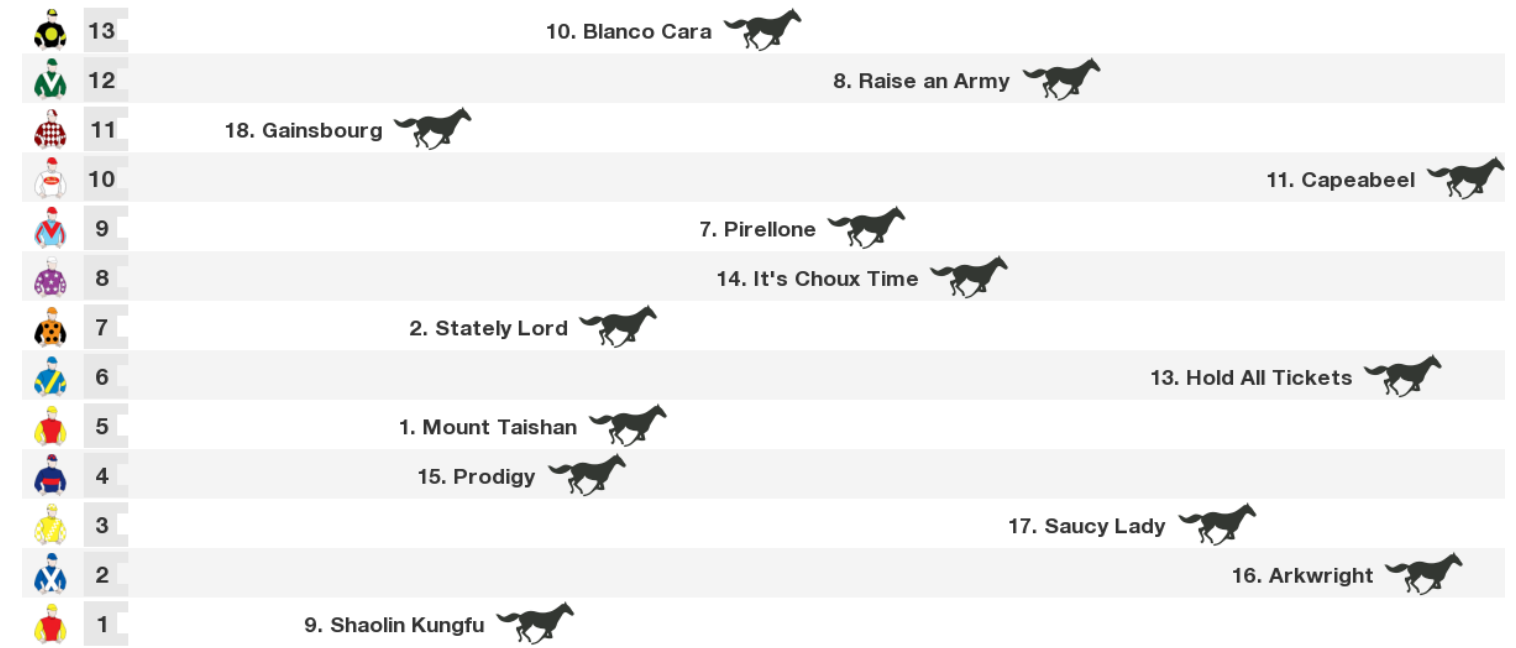 13 10. Blanco Cara
12 8. Raise an Army
11 18. Gainsbourg
10 11. Capeabeel
9 7. Pirellone
8 14. It's Choux Time
7 2. Stately Lord
6 13. Hold All Tickets
5 1. Mount Taishan
4 15. Prodigy
3 17. Saucy Lady
2 16. Arkwright
1 9. Shaolin Kungfu